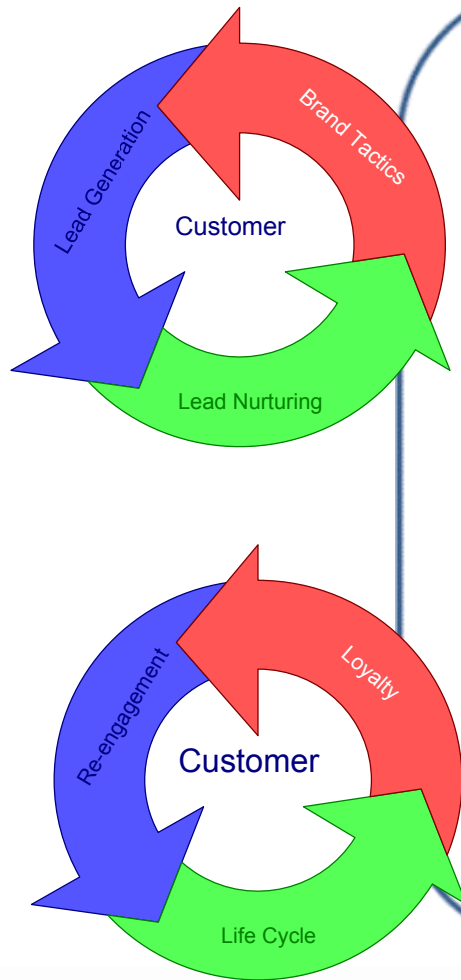 Brand Tactics
Lead Generation
Customer
Lead Nurturing
Loyalty
Re-engagement
Customer
Life Cycle